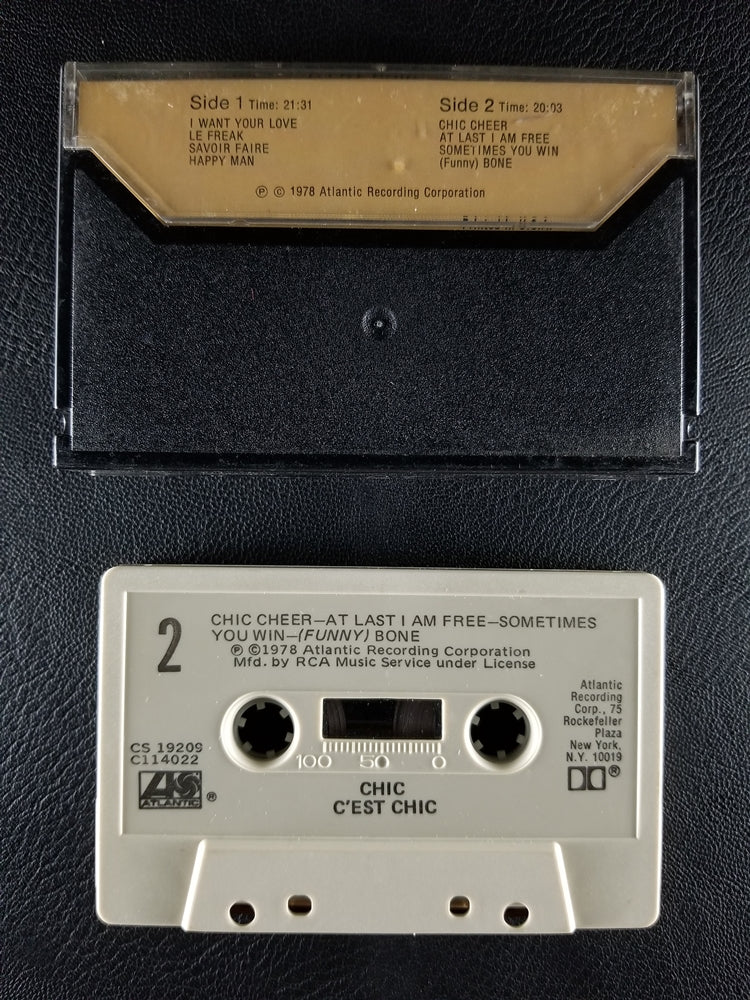 Side 1 Time: 21:31
I WANT YOUR LOVE
LE FREAK
SAVOIR FAIRE
HAPPY MAN
Side 2 Time: 20:03
CHIC CHEER
AT LAST I AM FREE
SOMETIMES YOU WIN
(Funny) BONE
℗ © 1978 Atlantic Recording Corporation
2
CHIC CHEER—AT LAST I AM FREE—SOMETIMES
YOU WIN—(FUNNY) BONE
℗ ©1978 Atlantic Recording Corporation
Mfd. by RCA Music Service under License
Atlantic
Recording
Corp., 75
Rockefeller
Plaza
New York,
N.Y. 10019
CS 19209
C114022
ATLANTIC ®
100 50 0
®
CHIC
C'EST CHIC